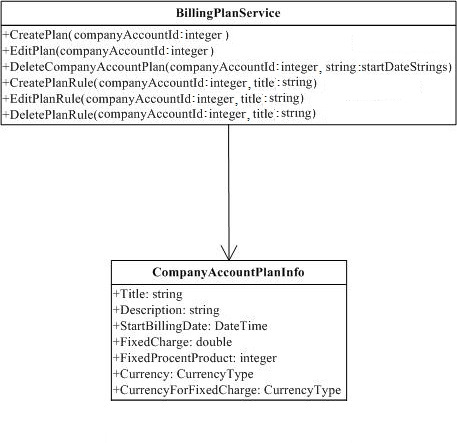 BillingPlanService
+CreatePlan(companyAccountId:integer)
+EditPlan(companyAccountId:integer)
+DeleteCompanyAccountPlan(companyAccountId:integer, string:startDateStrings)
+CreatePlanRule(companyAccountId:integer, title:string)
+EditPlanRule(companyAccountId:integer, title:string)
+DeletePlanRule(companyAccountId:integer, title:string)
CompanyAccountPlanInfo
+Title: string
+Description: string
+StartBillingDate: DateTime
+FixedCharge: double
+FixedProcentProduct: integer
+Currency: CurrencyType
+CurrencyForFixedCharge: CurrencyType